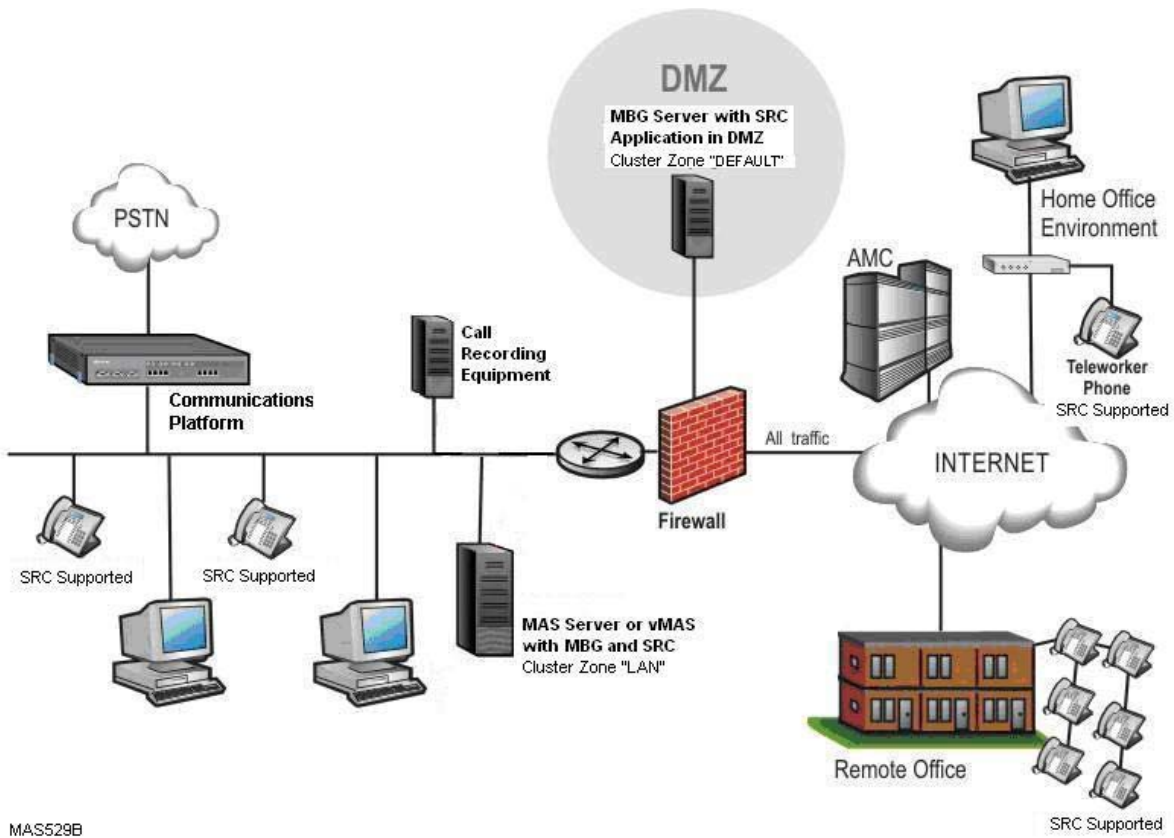 DMZ
MBG Server with SRC
Application in DMZ
Cluster Zone "DEFAULT"
PSTN
Home Office
Environment
AMC
Call
Recording
Equipment
Teleworker
Phone
SRC Supported
Communications
Platform
All traffic
INTERNET
Firewall
SRC Supported
SRC Supported
MAS Server or vMAS
with MBG and SRC
Cluster Zone "LAN"
Remote Office
SRC Supported
MAS529B